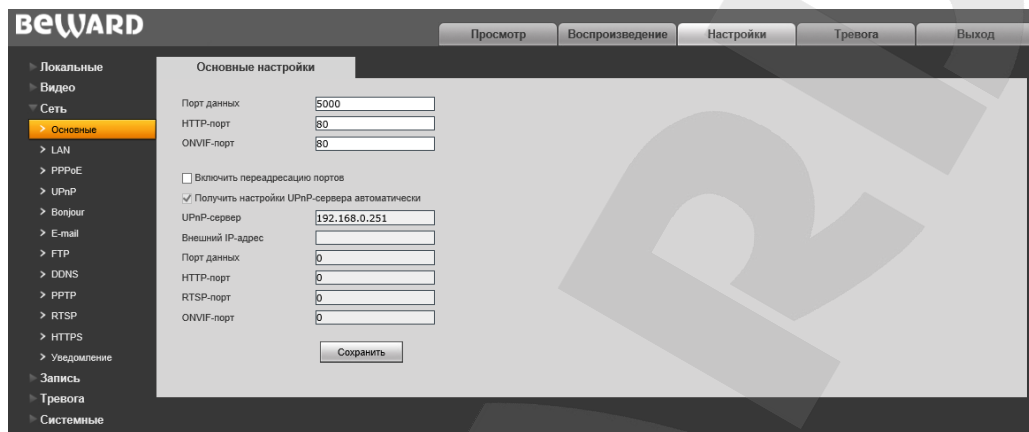 BEWARD
Просмотр
Воспроизведение
Настройки
Тревога
Выход
Локальные
Видео
Сеть
Основные
LAN
PPPoE
UPnP
Bonjour
E-mail
FTP
DDNS
PPTP
RTSP
HTTPS
Уведомление
Запись
Тревога
Системные
Основные настройки
Порт данных 5000
HTTP-порт 80
ONVIF-порт 80
Включить переадресацию портов
Получить настройки UPnP-сервера автоматически
UPnP-сервер 192.168.0.251
Внешний IP-адрес
Порт данных 0
HTTP-порт 0
RTSP-порт 0
ONVIF-порт 0
Сохранить